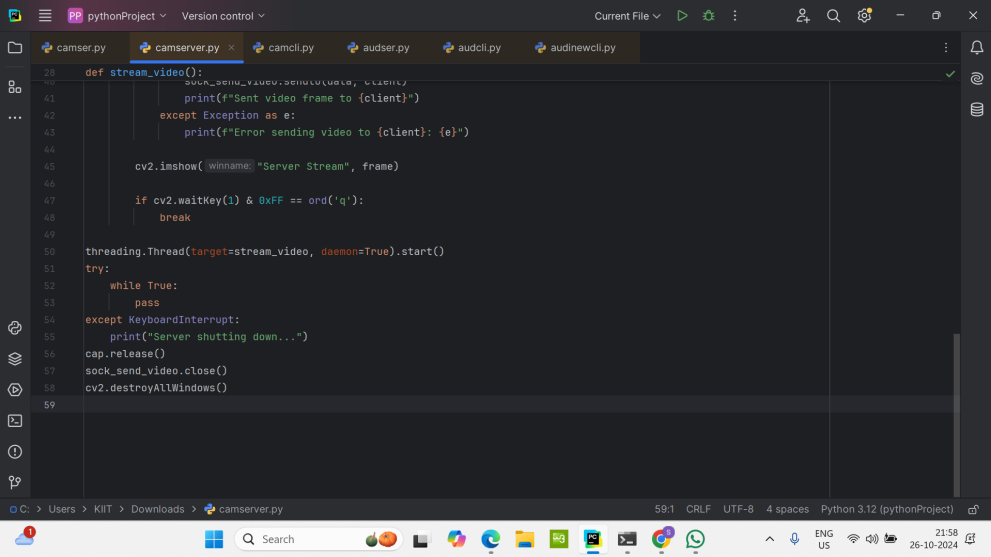 PP pythonProject Version control Current File
camser.py camserver.py camcli.py audser.py audcli.py audinewcli.py
28 def stream_video():
40 sock_send_video.sendto(data, client)
41 print(f"Sent video frame to {client}")
42 except Exception as e:
43 print(f"Error sending video to {client}: {e}")
44
45 cv2.imshow( winname: "Server Stream", frame)
46
47 if cv2.waitKey(1) & 0xFF == ord('q'):
48 break
49
50 threading.Thread(target=stream_video, daemon=True).start()
51 try:
52 while True:
53 pass
54 except KeyboardInterrupt:
55 print("Server shutting down...")
56 cap.release()
57 sock_send_video.close()
58 cv2.destroyAllWindows()
59
C: > Users > KIIT > Downloads > camserver.py 59:1 CRLF UTF-8 4 spaces Python 3.12 (pythonProject)
1 Search PC 5 ENG US 21:58 26-10-2024